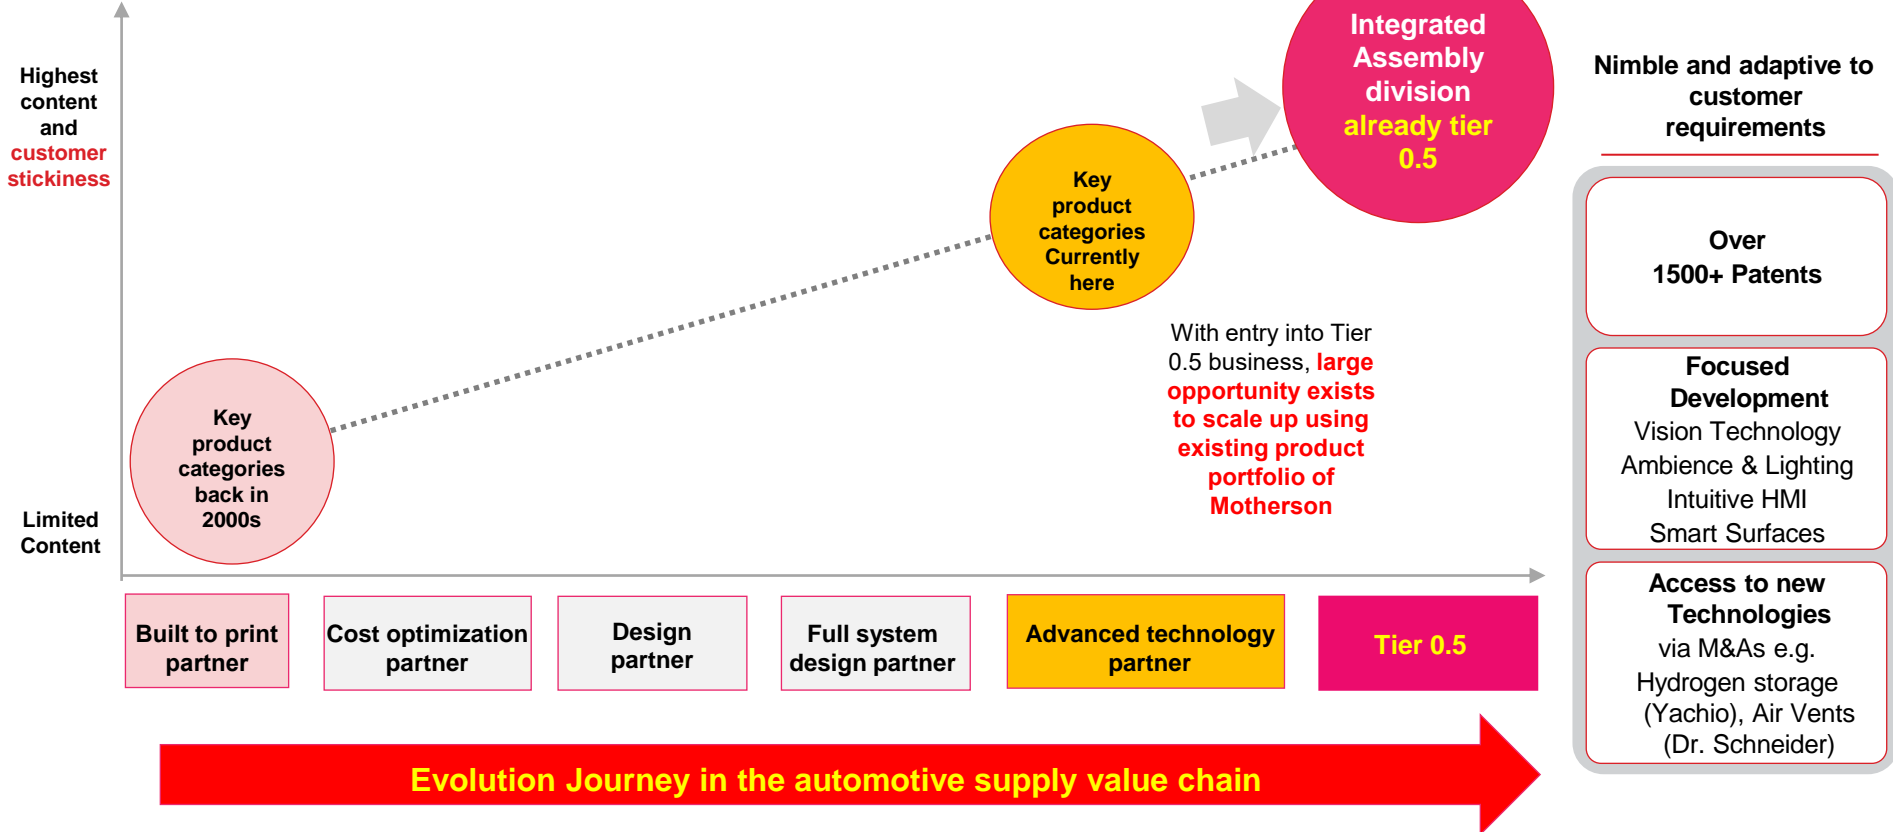 Highest
content
and
customer
stickiness
Limited
Content
Key
product
categories
back in
2000s
Key
product
categories
Currently
here
Integrated
Assembly
division
already tier
0.5
With entry into Tier
0.5 business, large
opportunity exists
to scale up using
existing product
portfolio of
Motherson
Built to print
partner
Cost optimization
partner
Design
partner
Full system
design partner
Advanced technology
partner
Tier 0.5
Evolution Journey in the automotive supply value chain
Nimble and adaptive to
customer
requirements
Over
1500+ Patents
Focused
Development
Vision Technology
Ambience & Lighting
Intuitive HMI
Smart Surfaces
Access to new
Technologies
via M&As e.g.
Hydrogen storage
(Yachio), Air Vents
(Dr. Schneider)